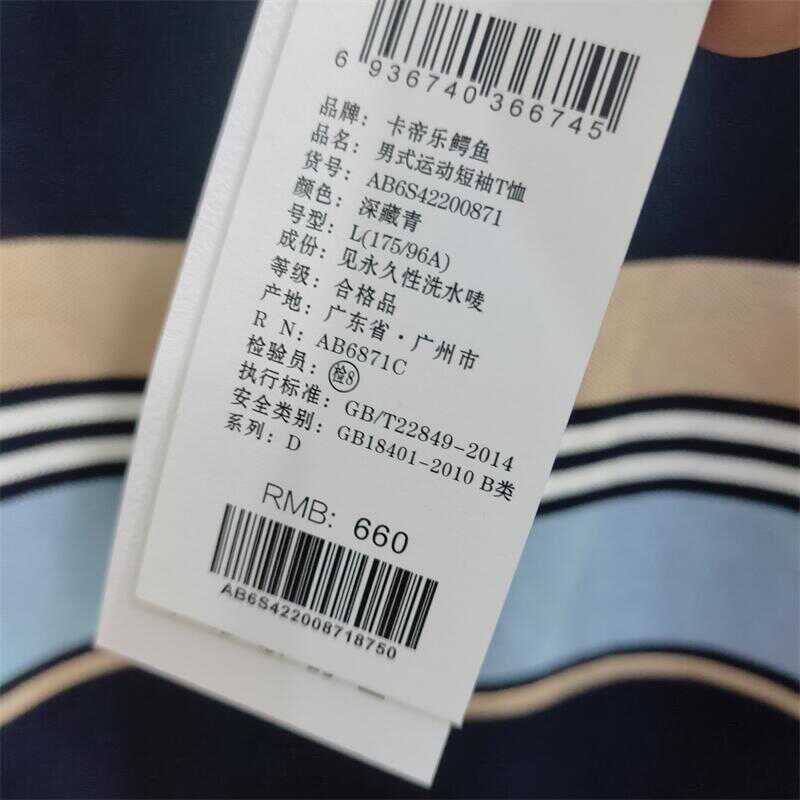 6 936740 366745
品牌: 卡帝乐鳄鱼
品名: 男式运动短袖T恤
货号: AB6S42200871
颜色: 深藏青
号型: L(175/96A)
成份: 见永久性洗水唛
等级: 合格品
产地: 广东省·广州市
R N: AB6871C
检验员: 检8
执行标准: GB/T22849-2014
安全类别: GB18401-2010 B类
系列: D
RMB: 660
AB6S422008718750